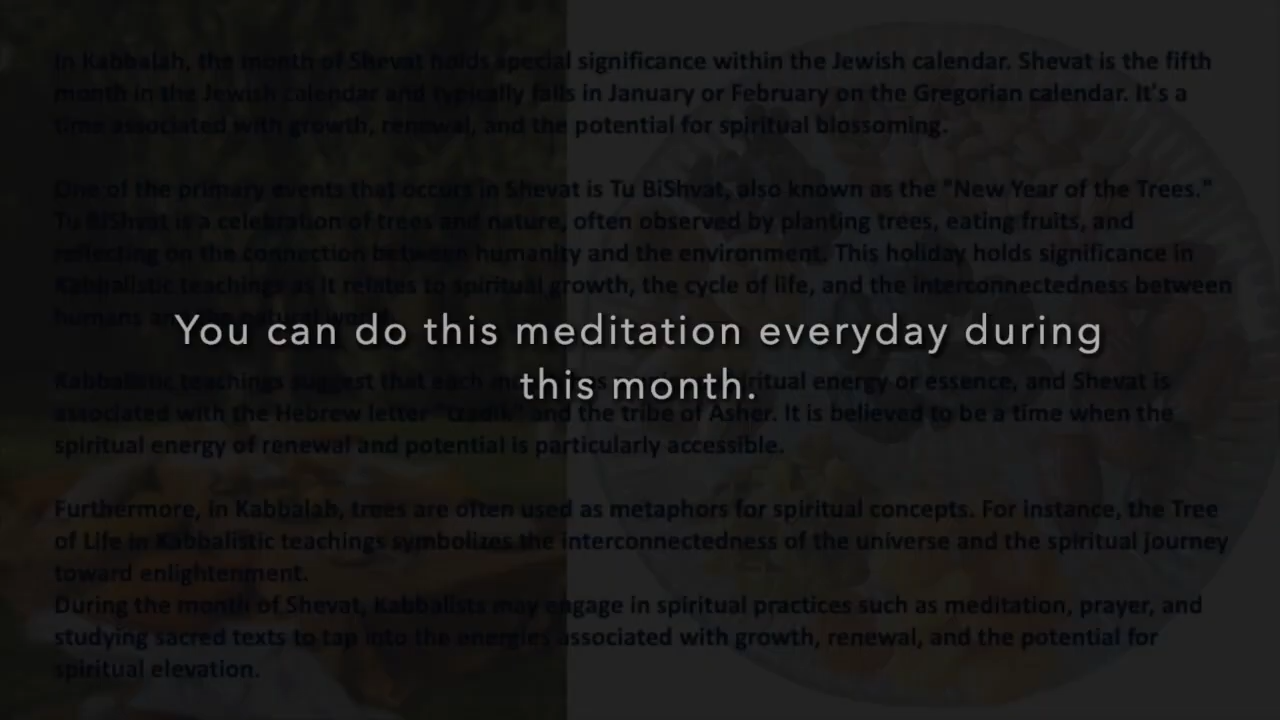 In Kabbalah, the month of Shevat holds special significance within the Jewish calendar. Shevat is the fifth
month in the Jewish calendar and typically falls in January or February on the Gregorian calendar. It's a
time associated with growth, renewal, and the potential for spiritual blossoming.
One of the primary events that occurs in Shevat is Tu BiShvat, also known as the "New Year of the Trees."
Tu BiShvat is a celebration of trees and nature, often observed by planting trees, eating fruits, and
reflecting on the connection between humanity and the environment. This holiday holds significance in
Kabbalistic teachings as it relates to spiritual growth, the cycle of life, and the interconnectedness between
humans and the natural world.
You can do this meditation everyday during
this month.
Kabbalistic teachings suggest that each spiritual energy or essence, and Shevat is
associated with the Hebrew letter "tzadik" and the tribe of Asher. It is believed to be a time when the
spiritual energy of renewal and potential is particularly accessible.
Furthermore, in Kabbalah, trees are often used as metaphors for spiritual concepts. For instance, the Tree
of Life in Kabbalistic teachings symbolizes the interconnectedness of the universe and the spiritual journey
toward enlightenment.
During the month of Shevat, Kabbalists may engage in spiritual practices such as meditation, prayer, and
studying sacred texts to tap into the energies associated with growth, renewal, and the potential for
spiritual elevation.